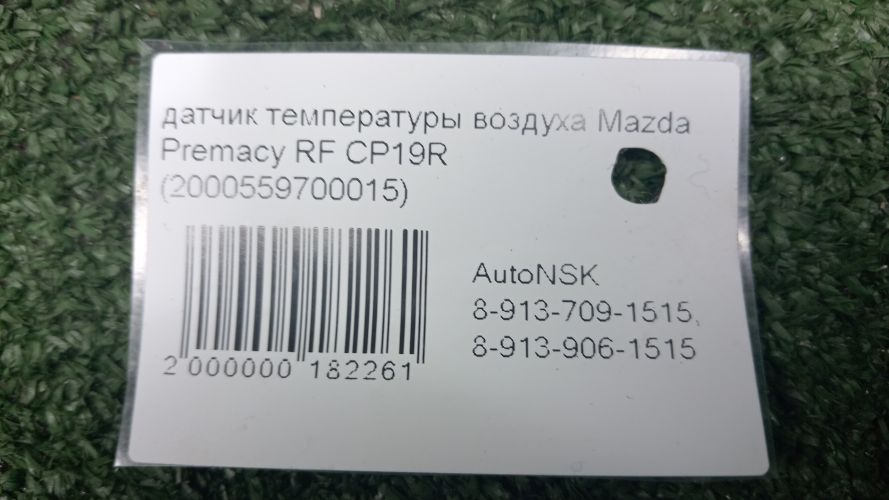 датчик температуры воздуха Mazda
Premacy RF CP19R
(2000559700015)
AutoNSK
8-913-709-1515,
8-913-906-1515
2 000000 182261